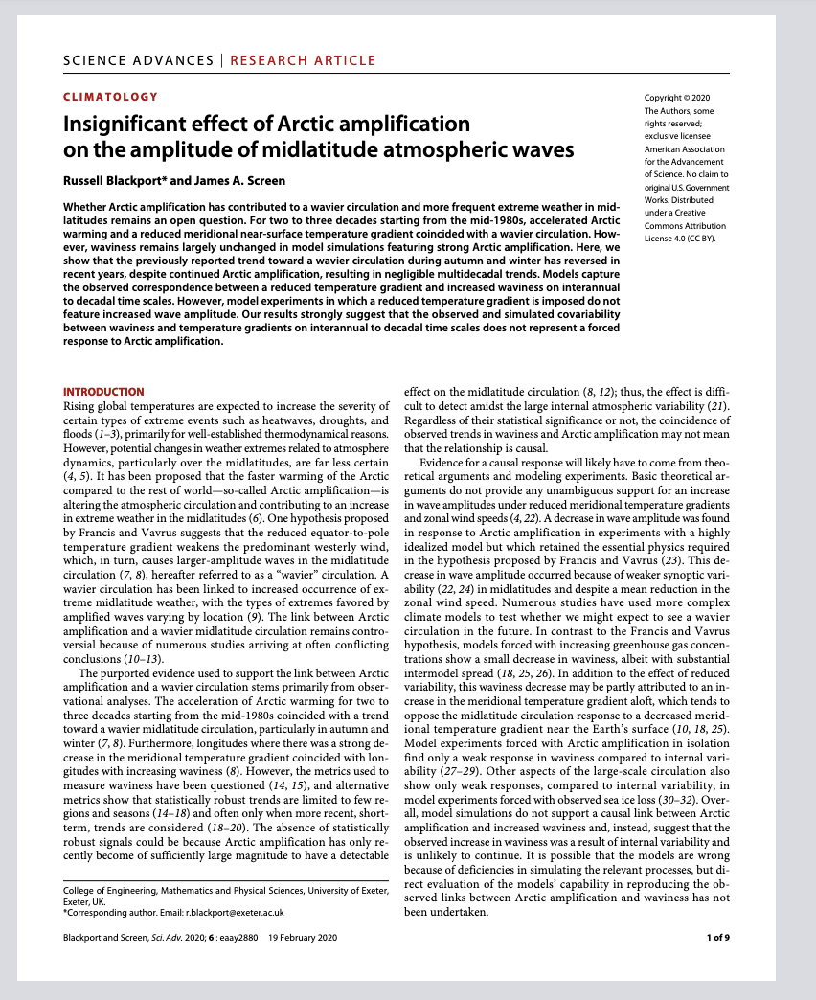 SCIENCE ADVANCES | RESEARCH ARTICLE
CLIMATOLOGY
Insignificant effect of Arctic amplification
on the amplitude of midlatitude atmospheric waves
Russell Blackport* and James A. Screen
Whether Arctic amplification has contributed to a wavier circulation and more frequent extreme weather in mid-
latitudes remains an open question. For two to three decades starting from the mid-1980s, accelerated Arctic
warming and a reduced meridional near-surface temperature gradient coincided with a wavier circulation. How-
ever, waviness remains largely unchanged in model simulations featuring strong Arctic amplification. Here, we
show that the previously reported trend toward a wavier circulation during autumn and winter has reversed in
recent years, despite continued Arctic amplification, resulting in negligible multidecadal trends. Models capture
the observed correspondence between a reduced temperature gradient and increased waviness on interannual
to decadal time scales. However, model experiments in which a reduced temperature gradient is imposed do not
feature increased wave amplitude. Our results strongly suggest that the observed and simulated covariability
between waviness and temperature gradients on interannual to decadal time scales does not represent a forced
response to Arctic amplification.
Copyright © 2020
The Authors, some
rights reserved;
exclusive licensee
American Association
for the Advancement
of Science. No claim to
original U.S. Government
Works. Distributed
under a Creative
Commons Attribution
License 4.0 (CC BY).
INTRODUCTION
Rising global temperatures are expected to increase the severity of
certain types of extreme events such as heatwaves, droughts, and
floods (1–3), primarily for well-established thermodynamical reasons.
However, potential changes in weather extremes related to atmosphere
dynamics, particularly over the midlatitudes, are far less certain
(4, 5). It has been proposed that the faster warming of the Arctic
compared to the rest of world—so-called Arctic amplification—is
altering the atmospheric circulation and contributing to an increase
in extreme weather in the midlatitudes (6). One hypothesis proposed
by Francis and Vavrus suggests that the reduced equator-to-pole
temperature gradient weakens the predominant westerly wind,
which, in turn, causes larger-amplitude waves in the midlatitude
circulation (7, 8), hereafter referred to as a “wavier” circulation. A
wavier circulation has been linked to increased occurrence of ex-
treme midlatitude weather, with the types of extremes favored by
amplified waves varying by location (9). The link between Arctic
amplification and a wavier midlatitude circulation remains contro-
versial because of numerous studies arriving at often conflicting
conclusions (10–13).
The purported evidence used to support the link between Arctic
amplification and a wavier circulation stems primarily from obser-
vational analyses. The acceleration of Arctic warming for two to
three decades starting from the mid-1980s coincided with a trend
toward a wavier midlatitude circulation, particularly in autumn and
winter (7, 8). Furthermore, longitudes where there was a strong de-
crease in the meridional temperature gradient coincided with lon-
gitudes with increasing waviness (8). However, the metrics used to
measure waviness have been questioned (14, 15), and alternative
metrics show that statistically robust trends are limited to few re-
gions and seasons (14–18) and often only when more recent, short-
term, trends are considered (18–20). The absence of statistically
robust signals could be because Arctic amplification has only re-
cently become of sufficiently large magnitude to have a detectable
effect on the midlatitude circulation (8, 12); thus, the effect is diffi-
cult to detect amidst the large internal atmospheric variability (21).
Regardless of their statistical significance or not, the coincidence of
observed trends in waviness and Arctic amplification may not mean
that the relationship is causal.
Evidence for a causal response will likely have to come from theo-
retical arguments and modeling experiments. Basic theoretical ar-
guments do not provide any unambiguous support for an increase
in wave amplitudes under reduced meridional temperature gradients
and zonal wind speeds (4, 22). A decrease in wave amplitude was found
in response to Arctic amplification in experiments with a highly
idealized model but which retained the essential physics required
in the hypothesis proposed by Francis and Vavrus (23). This de-
crease in wave amplitude occurred because of weaker synoptic vari-
ability (22, 24) in midlatitudes and despite a mean reduction in the
zonal wind speed. Numerous studies have used more complex
climate models to test whether we might expect to see a wavier
circulation in the future. In contrast to the Francis and Vavrus
hypothesis, models forced with increasing greenhouse gas concen-
trations show a small decrease in waviness, albeit with substantial
intermodel spread (18, 25, 26). In addition to the effect of reduced
variability, this waviness decrease may be partly attributed to an in-
crease in the meridional temperature gradient aloft, which tends to
oppose the midlatitude circulation response to a decreased merid-
ional temperature gradient near the Earth’s surface (10, 18, 25).
Model experiments forced with Arctic amplification in isolation
find only a weak response in waviness compared to internal vari-
ability (27–29). Other aspects of the large-scale circulation also
show only weak responses, compared to internal variability, in
model experiments forced with observed sea ice loss (30–32). Over-
all, model simulations do not support a causal link between Arctic
amplification and increased waviness and, instead, suggest that the
observed increase in waviness was a result of internal variability and
is unlikely to continue. It is possible that the models are wrong
because of deficiencies in simulating the relevant processes, but di-
rect evaluation of the models’ capability in reproducing the ob-
served links between Arctic amplification and waviness has not
been undertaken.
College of Engineering, Mathematics and Physical Sciences, University of Exeter,
Exeter, UK.
*Corresponding author. Email: r.blackport@exeter.ac.uk
Blackport and Screen, Sci. Adv. 2020; 6 : eaay2880 19 February 2020
1 of 9